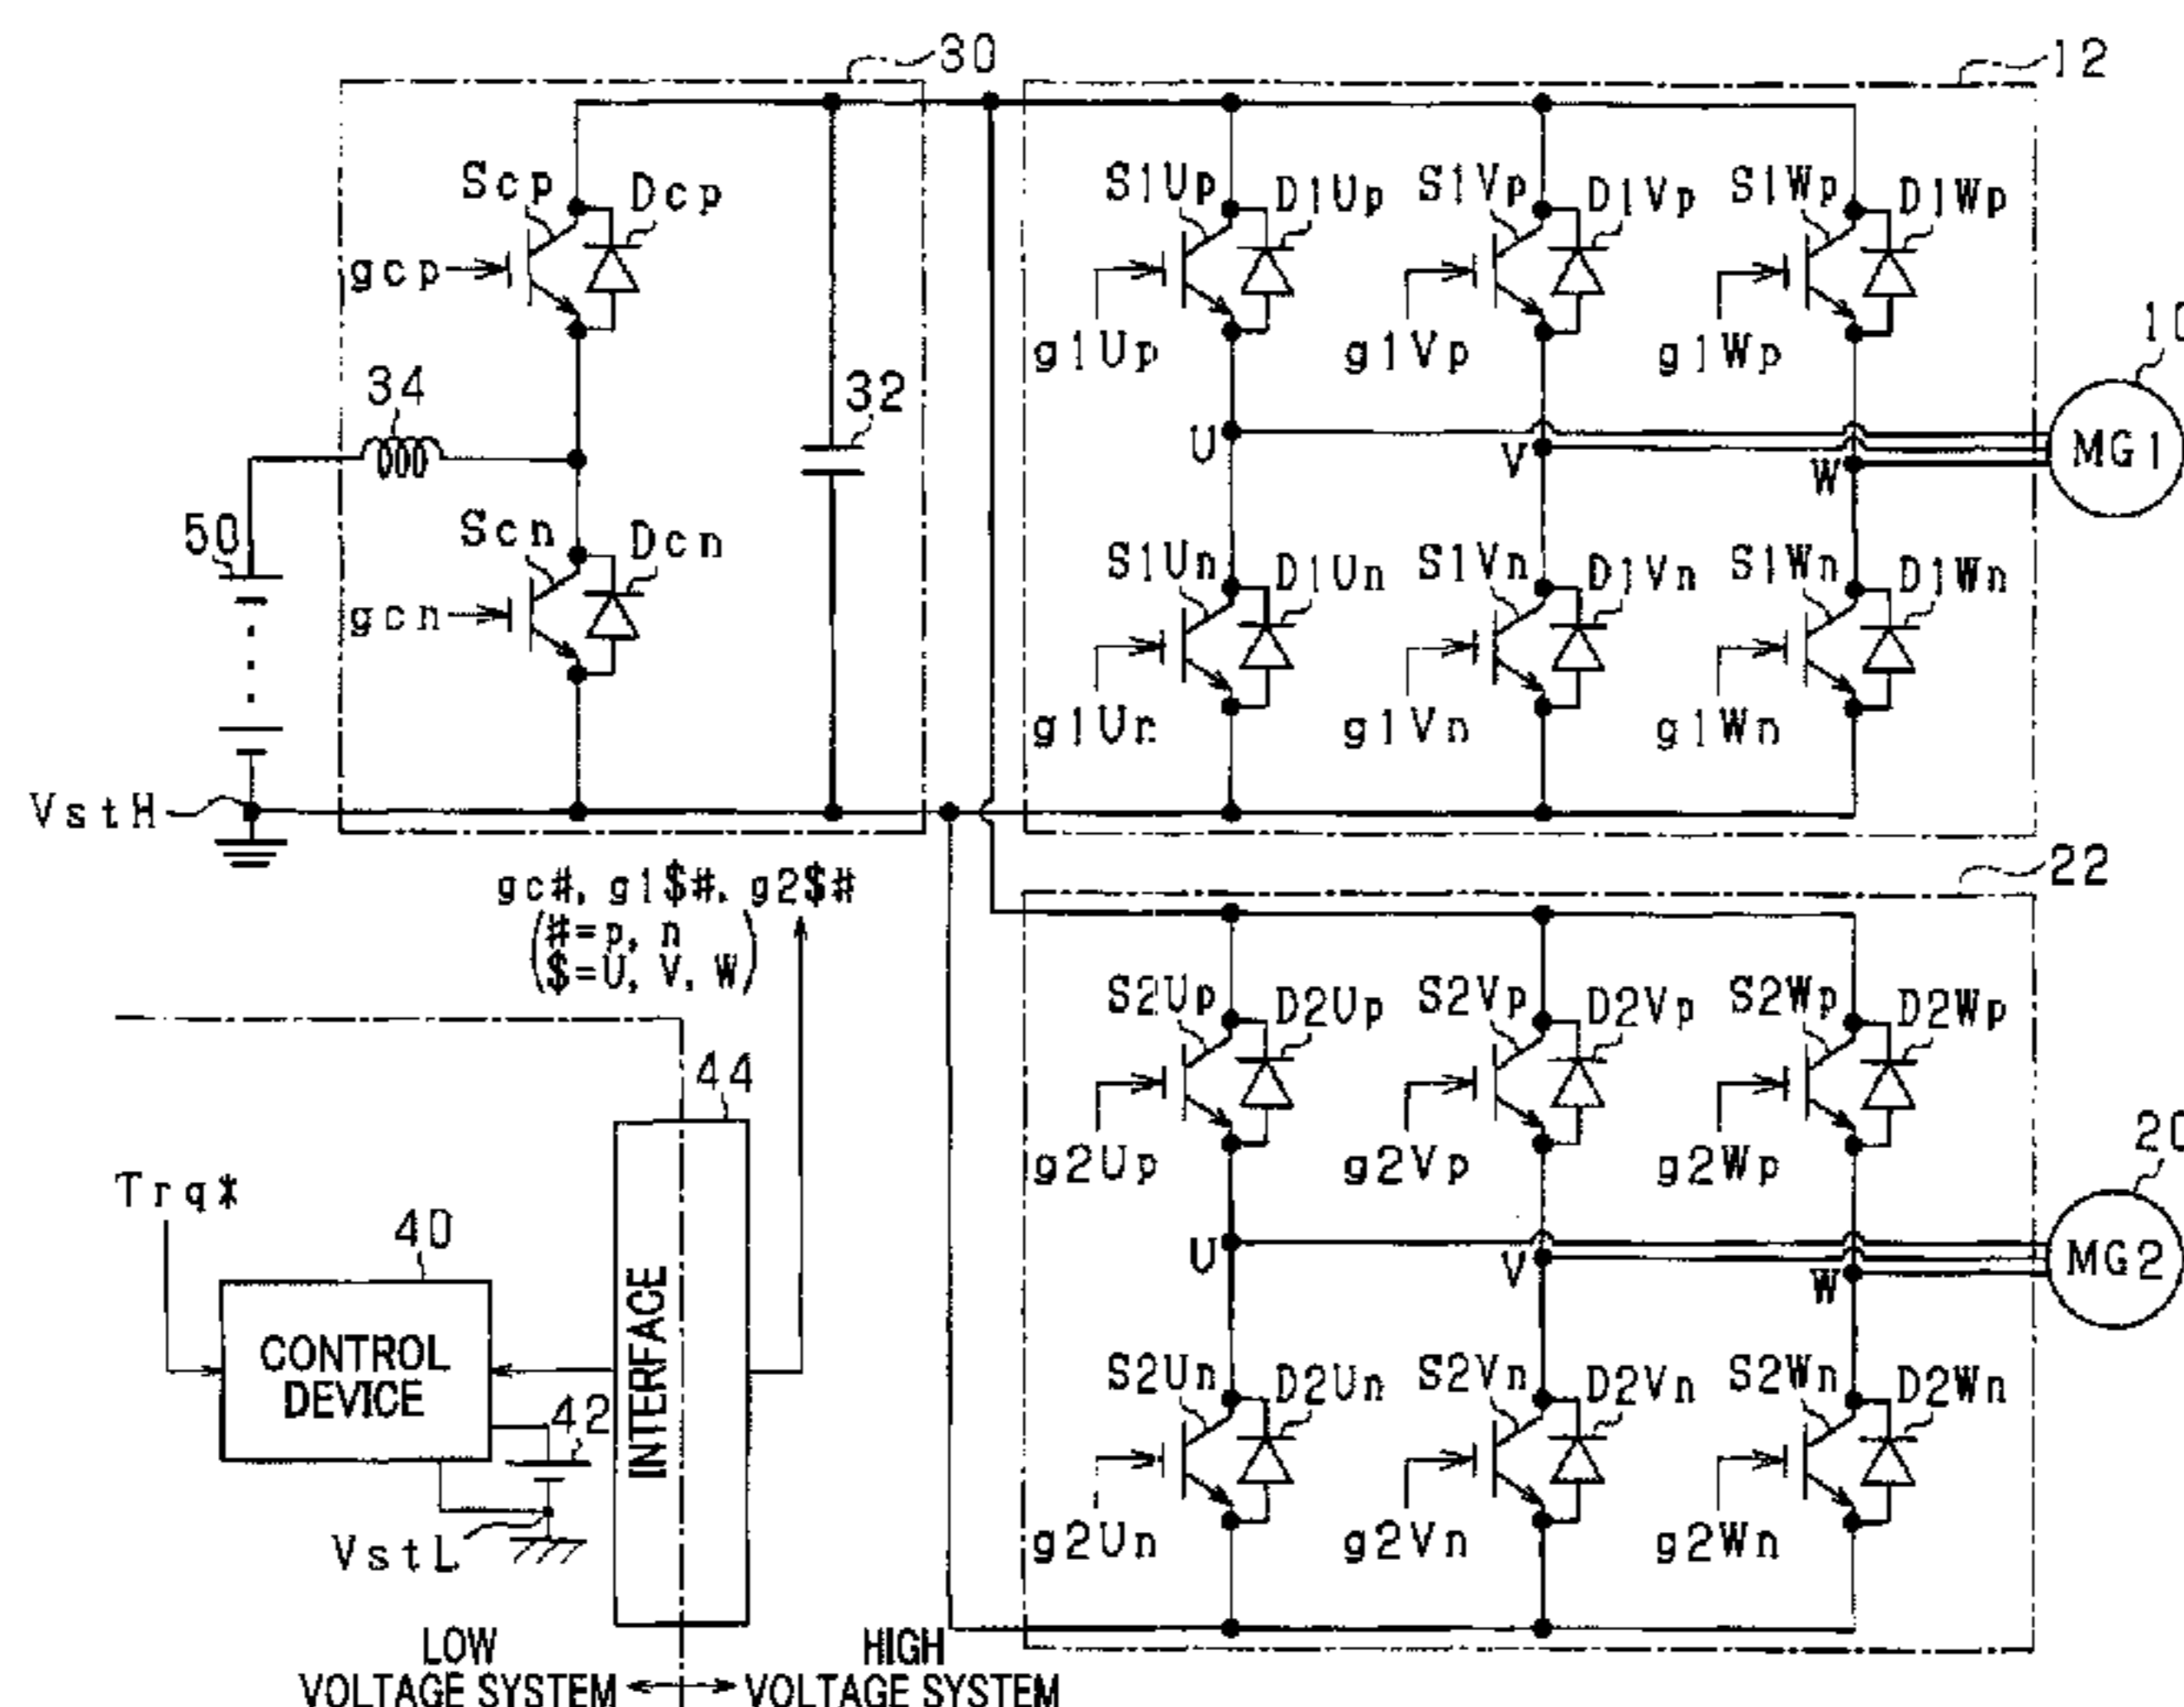 30
12
Scp
Dcp
gcp
S1Up
D1Up
S1Vp
D1Vp
S1Wp
D1Wp
g1Up
g1Vp
g1Wp
10
34
32
U
V
W
MG1
50
Scn
Dcn
gcn
S1Un
D1Un
S1Vn
D1Vn
S1Wn
D1Wn
g1Un
g1Vn
g1Wn
VstH
gc#, g1$#, g2$#
(#=p, n
$=U, V, W)
22
S2Up
D2Up
S2Vp
D2Vp
S2Wp
D2Wp
g2Up
g2Vp
g2Wp
20
44
Trq*
40
U
V
W
MG2
CONTROL
DEVICE
INTERFACE
42
S2Un
D2Un
S2Vn
D2Vn
S2Wn
D2Wn
g2Un
g2Vn
g2Wn
VstL
LOW
VOLTAGE SYSTEM
HIGH
VOLTAGE SYSTEM